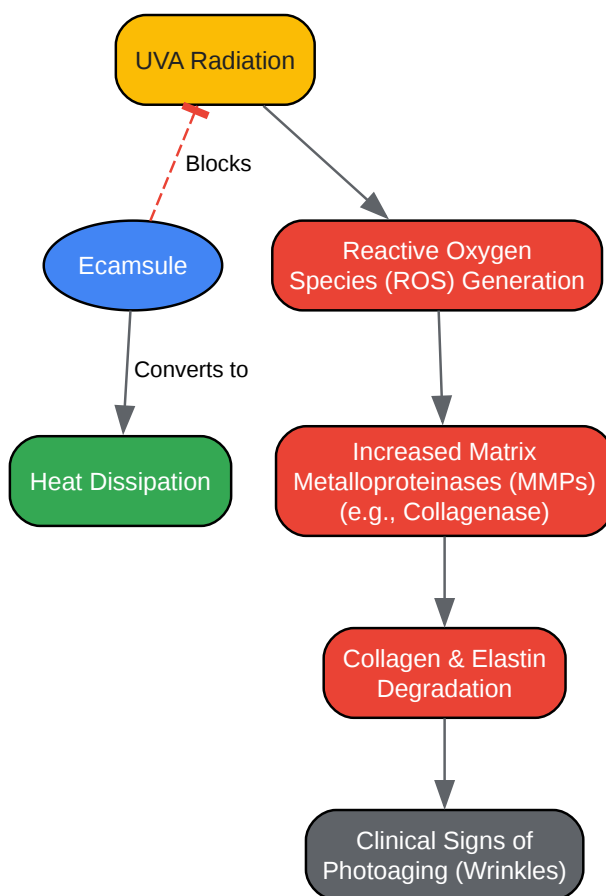 UVA Radiation
Blocks
Ecamsule
Reactive Oxygen
Species (ROS) Generation
Converts to
Heat Dissipation
Increased Matrix
Metalloproteinases (MMPs)
(e.g., Collagenase)
Collagen & Elastin
Degradation
Clinical Signs of
Photoaging (Wrinkles)